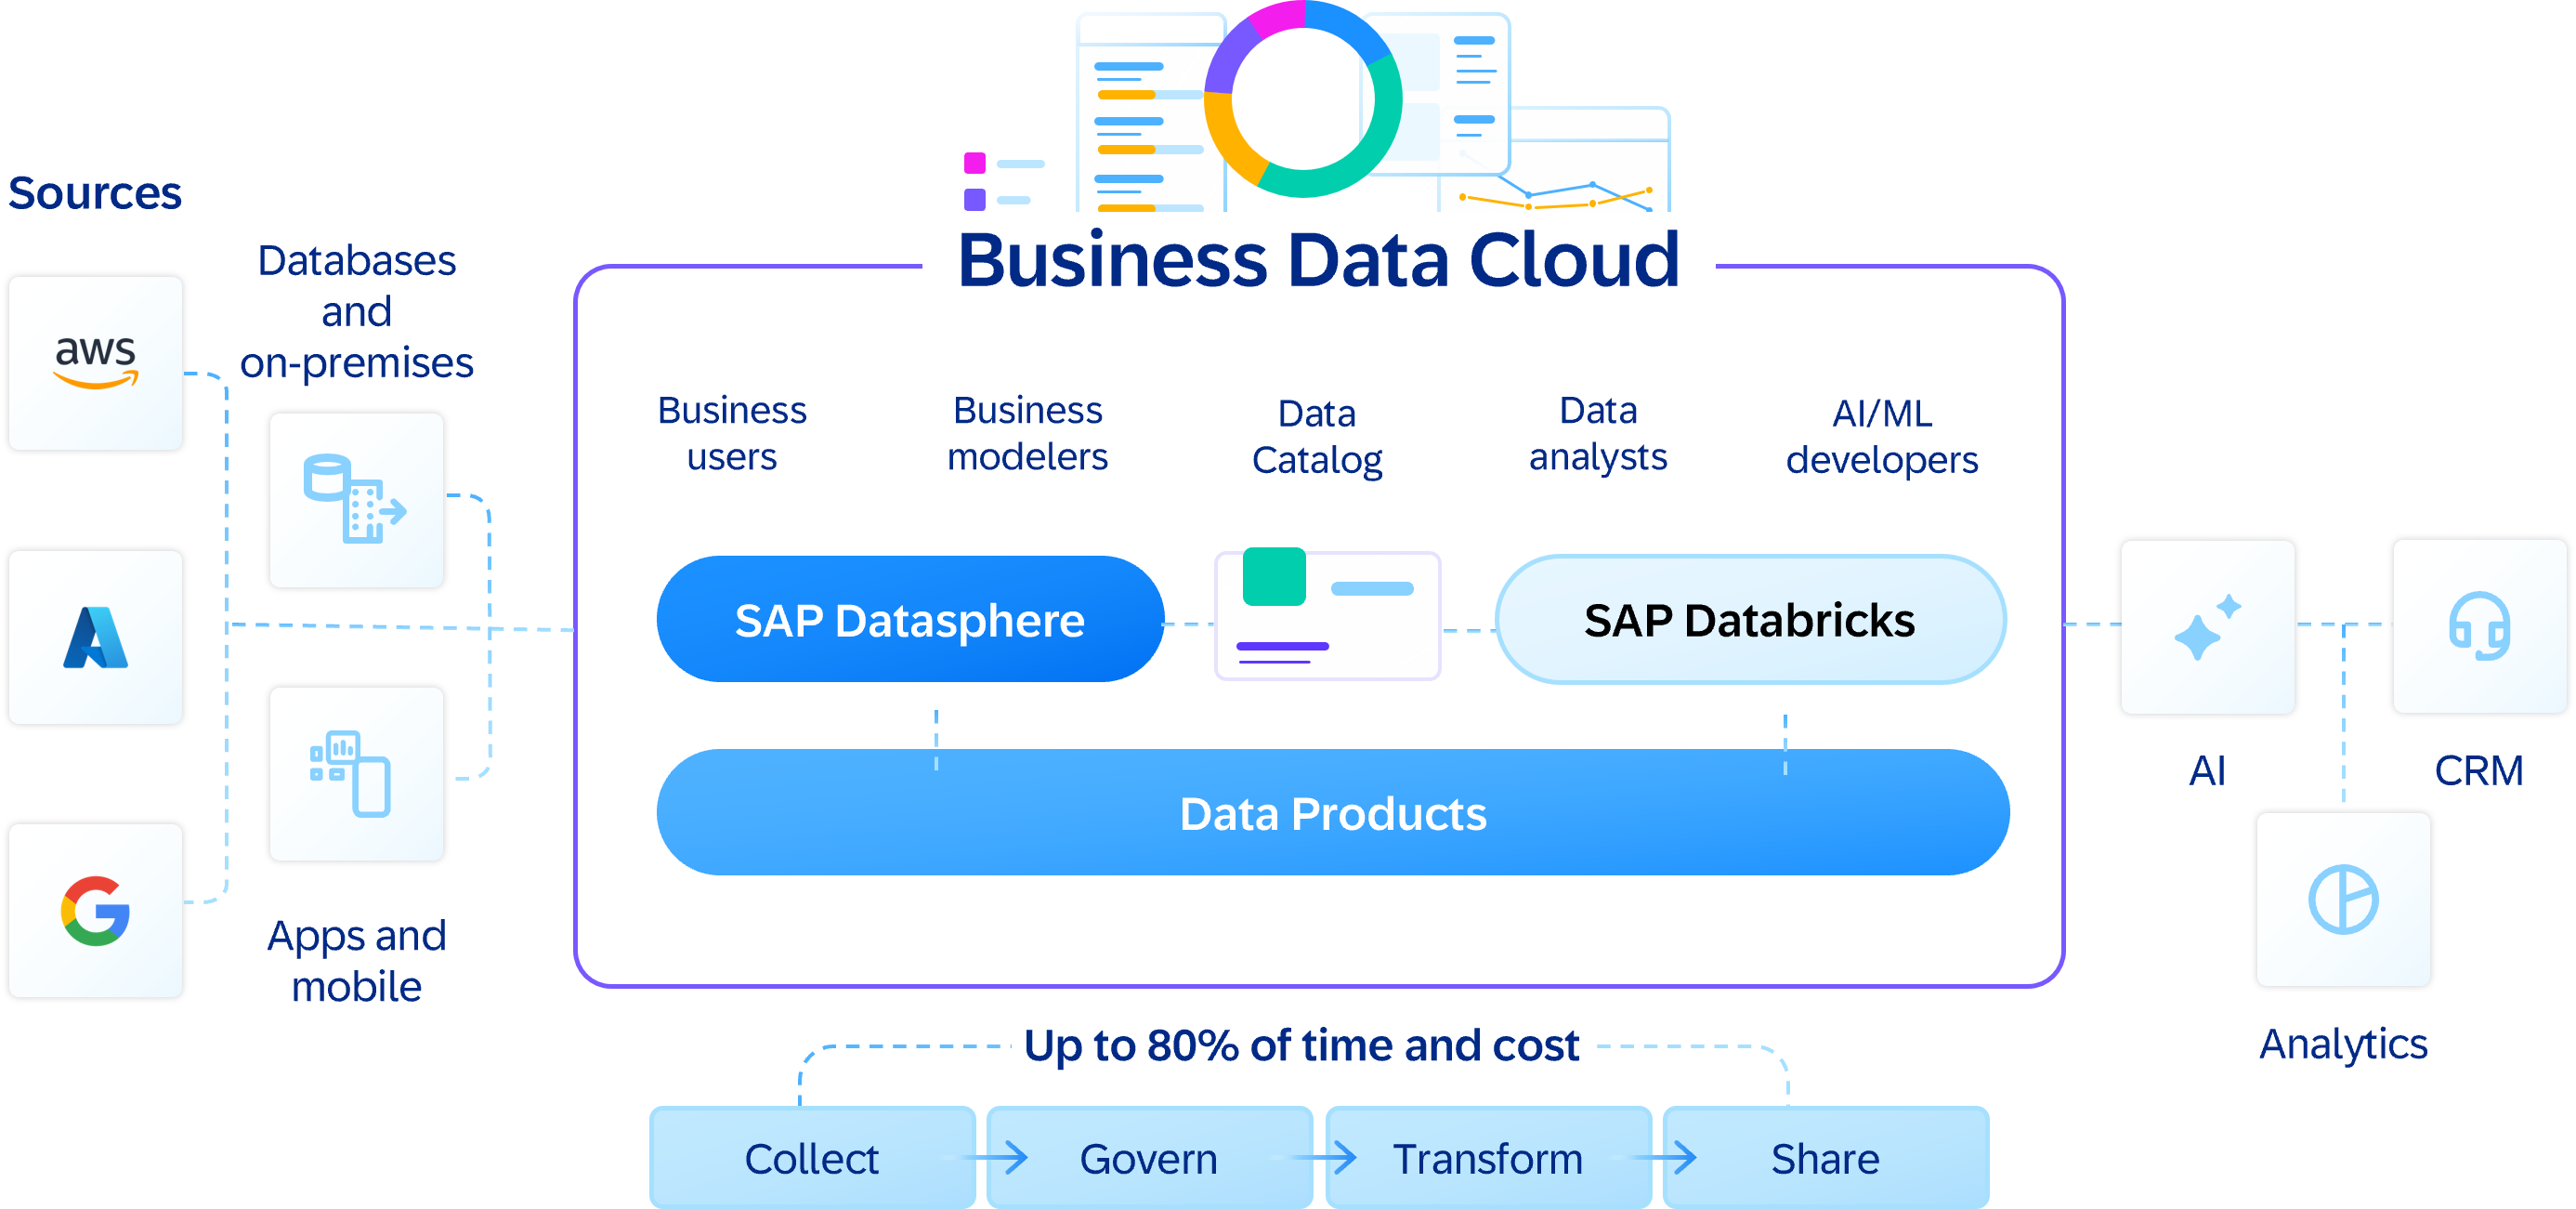 Sources
aws
Databases
and
on-premises
Apps and
mobile
Business Data Cloud
Business
users
Business
modelers
Data
Catalog
Data
analysts
AI/ML
developers
SAP Datasphere
SAP Databricks
Data Products
AI
CRM
Analytics
Up to 80% of time and cost
Collect
Govern
Transform
Share